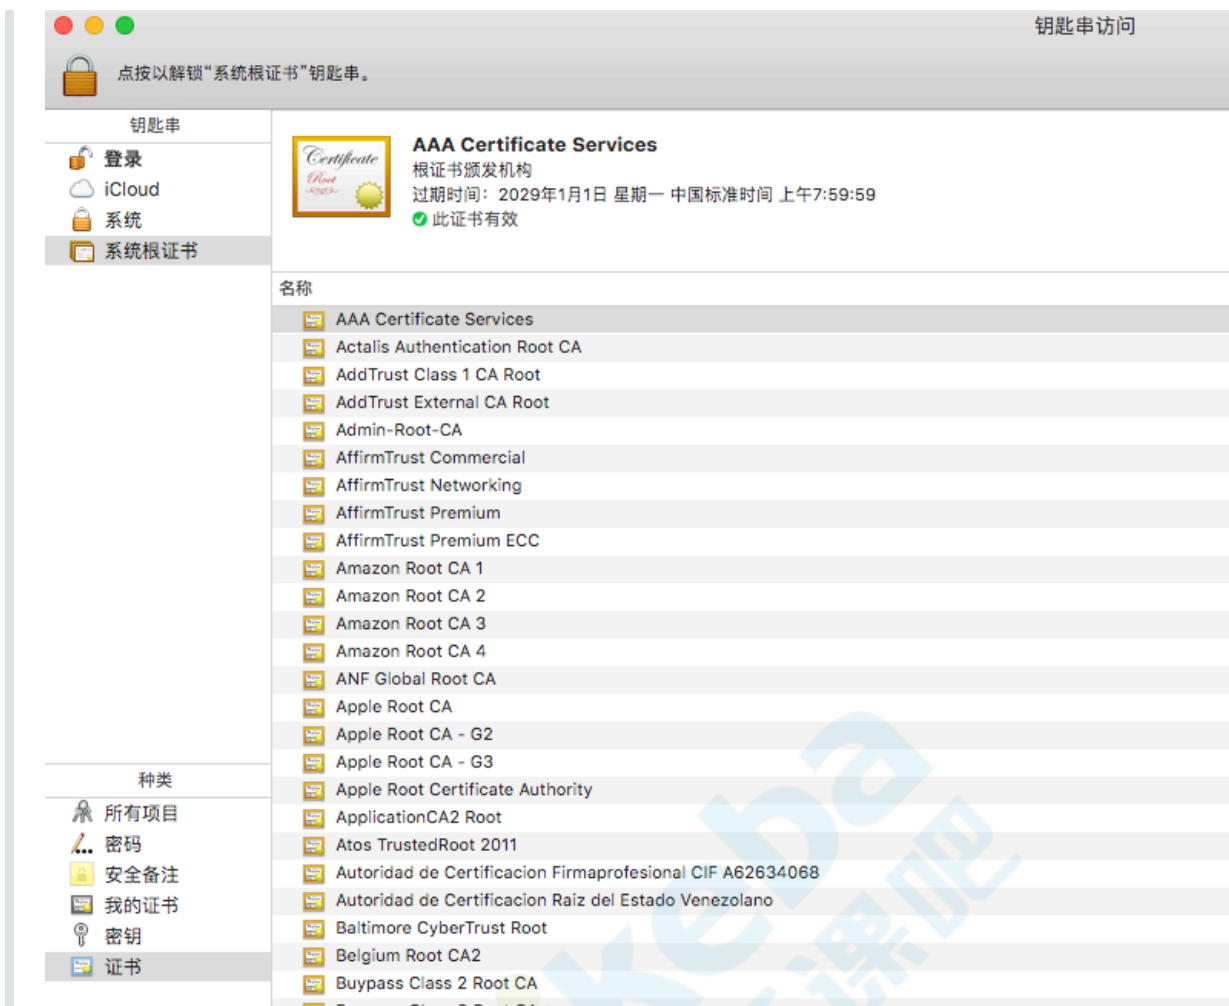 钥匙串访问
点按以解锁“系统根证书”钥匙串。
钥匙串
登录
iCloud
系统
系统根证书
Certificate
Root
AAA Certificate Services
根证书颁发机构
过期时间：2029年1月1日 星期一 中国标准时间 上午7:59:59
此证书有效
名称
AAA Certificate Services
Actalis Authentication Root CA
AddTrust Class 1 CA Root
AddTrust External CA Root
Admin-Root-CA
AffirmTrust Commercial
AffirmTrust Networking
AffirmTrust Premium
AffirmTrust Premium ECC
Amazon Root CA 1
Amazon Root CA 2
Amazon Root CA 3
Amazon Root CA 4
ANF Global Root CA
Apple Root CA
Apple Root CA - G2
Apple Root CA - G3
Apple Root Certificate Authority
ApplicationCA2 Root
Atos TrustedRoot 2011
Autoridad de Certificacion Firmaprofesional CIF A62634068
Autoridad de Certificacion Raiz del Estado Venezolano
Baltimore CyberTrust Root
Belgium Root CA2
Buypass Class 2 Root CA
种类
所有项目
密码
安全备注
我的证书
密钥
证书
keba
课吧